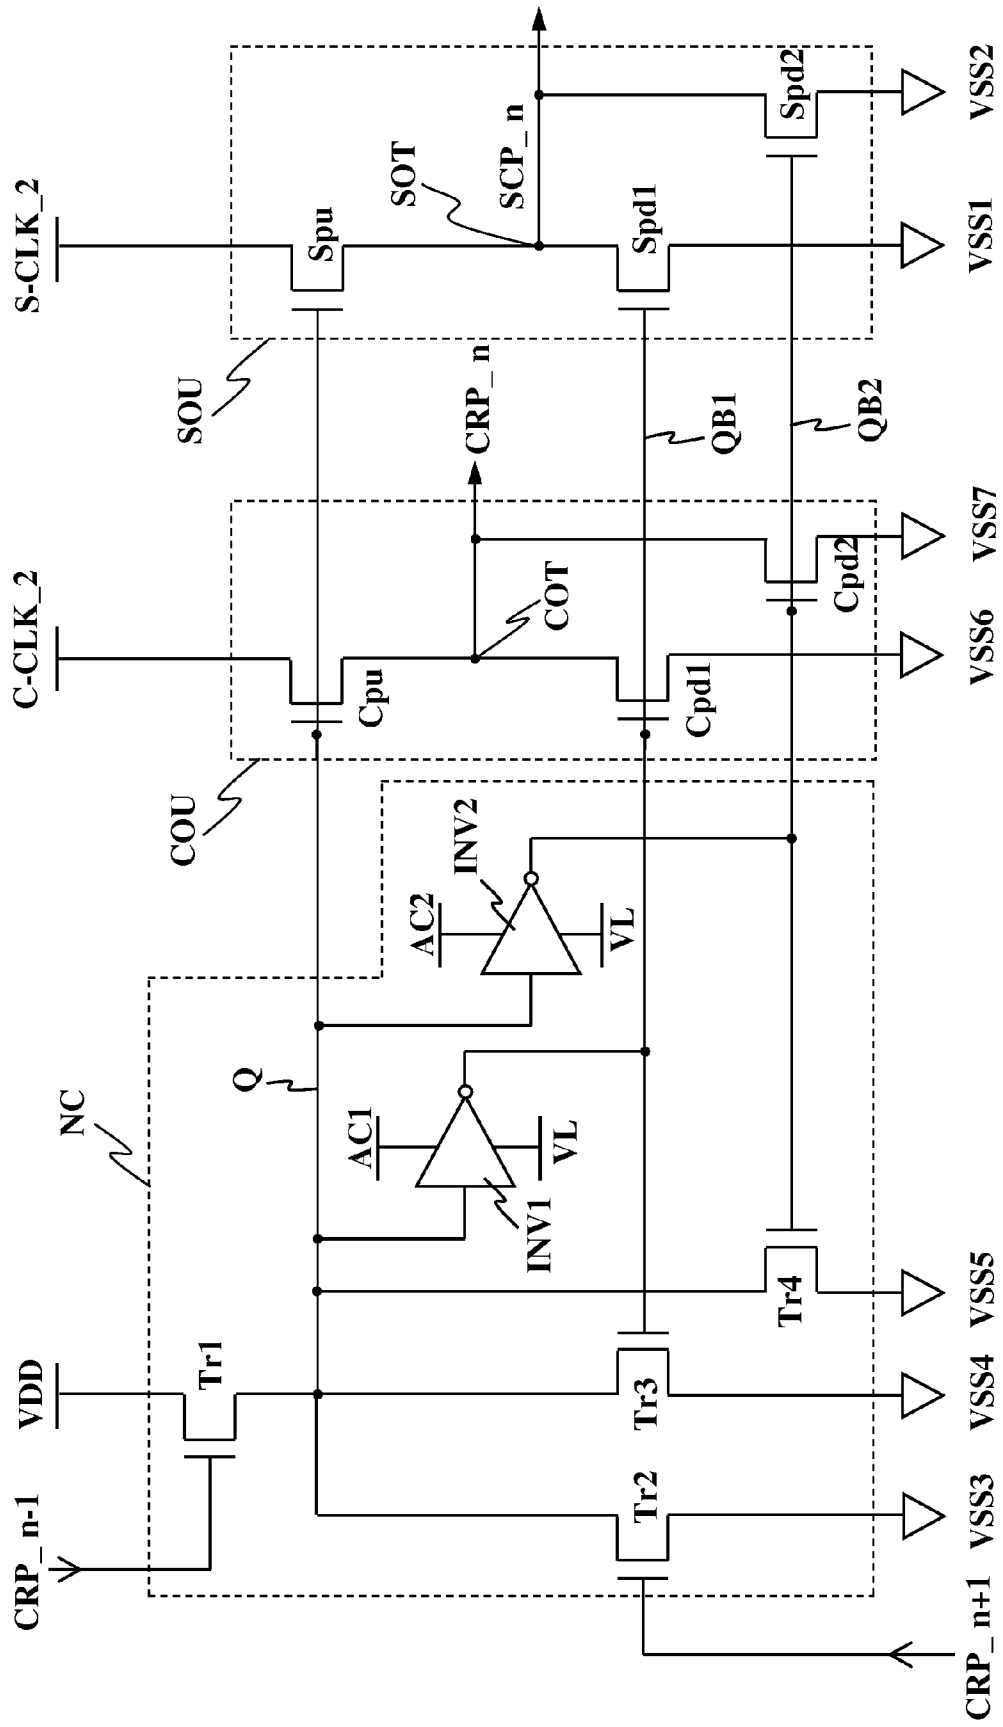 S-CLK_2
C-CLK_2
VDD
CRP_n-1
SOU
COU
NC
Spu
Cpu
Tr1
Q
SOT
SCP_n
CRP_n
COT
AC2
INV2
VL
AC1
INV1
VL
Spd1
Cpd1
Tr3
Tr2
QB1
Spd2
Cpd2
QB2
Tr4
VSS2
VSS1
VSS7
VSS6
VSS5
VSS4
VSS3
CRP_n+1